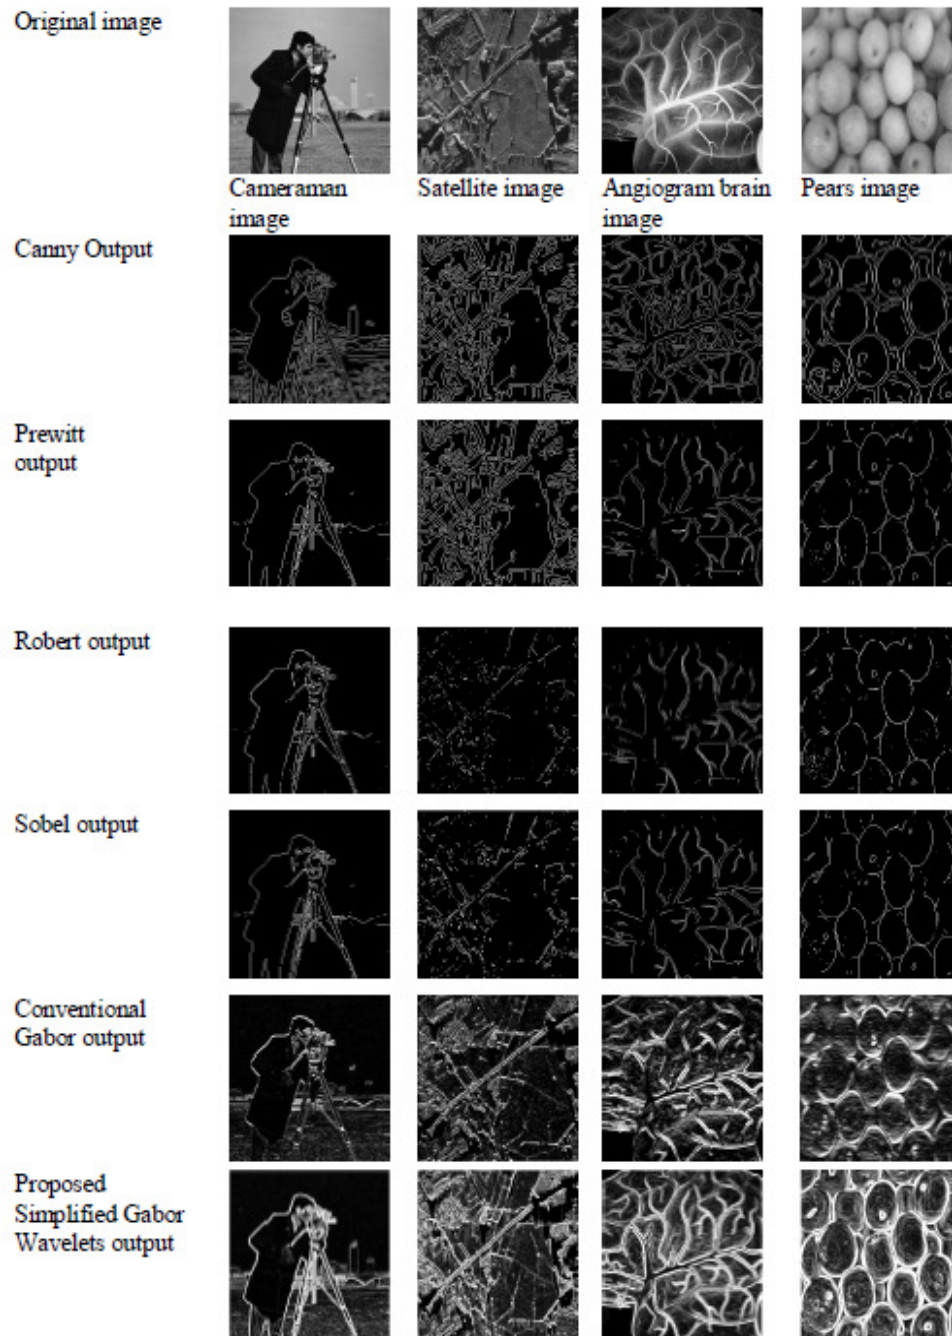 Original image
Cameraman
image
Satellite image
Angiogram brain
image
Pears image
Canny Output
Prewitt
output
Robert output
Sobel output
Conventional
Gabor output
Proposed
Simplified Gabor
Wavelets output